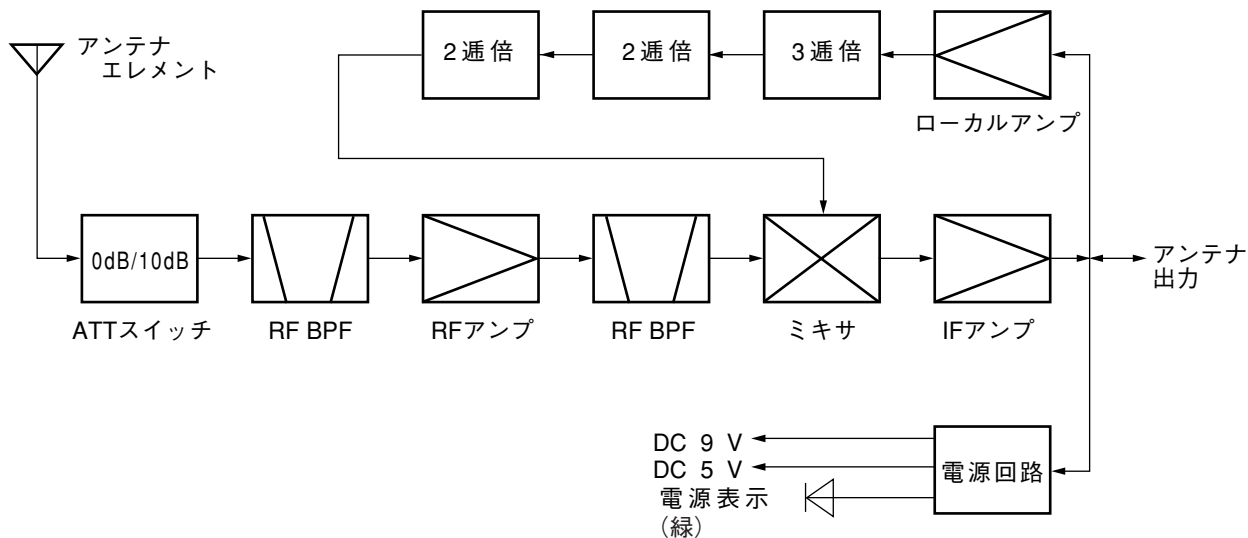 アンテナ
エレメント
2逓倍
2逓倍
3逓倍
ローカルアンプ
0dB/10dB
アンテナ
出力
ATTスイッチ
RF BPF
RFアンプ
RF BPF
ミキサ
IFアンプ
DC 9 V
DC 5 V
電源表示
(緑)
電源回路